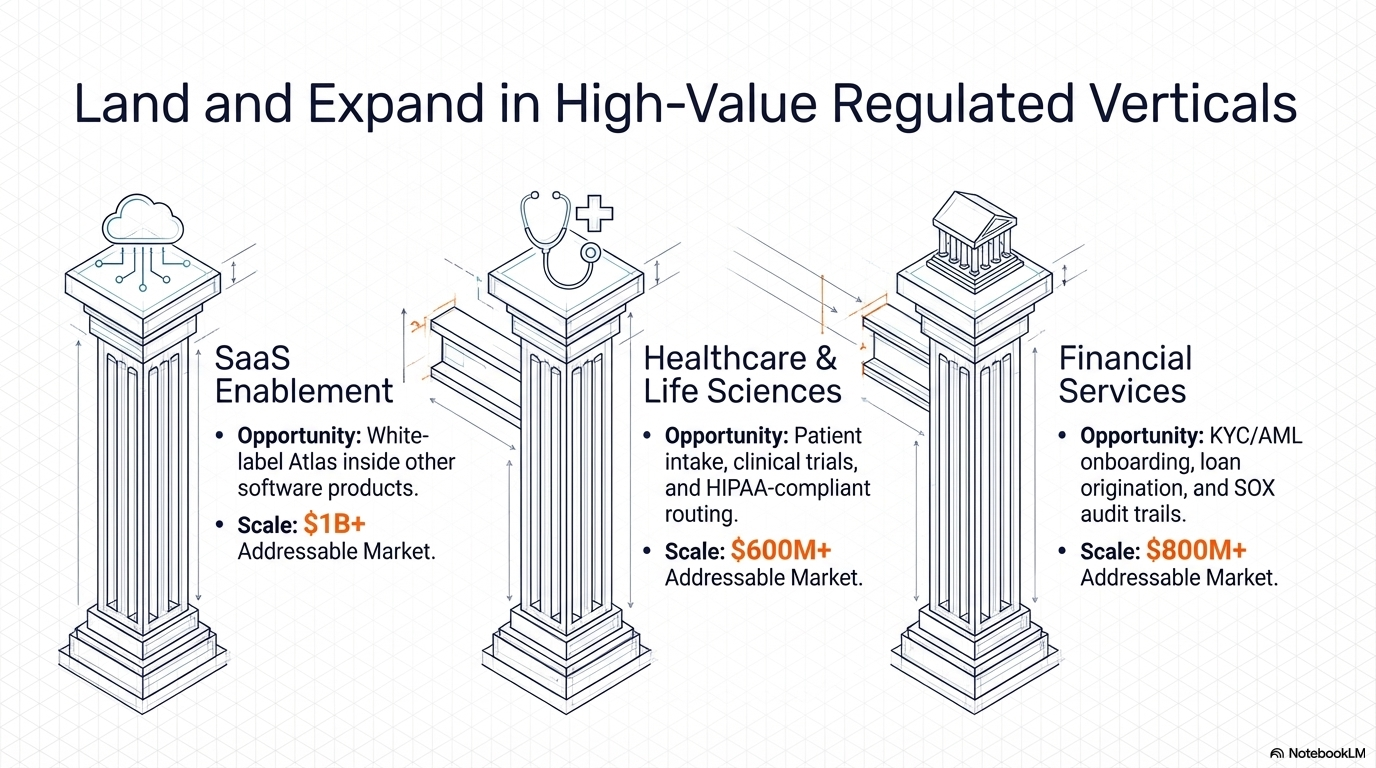 Land and Expand in High-Value Regulated Verticals
SaaS
Enablement
• Opportunity: White-
label Atlas inside other
software products.
• Scale: $1B+
Addressable Market.
Healthcare &
Life Sciences
• Opportunity: Patient
intake, clinical trials,
and HIPAA-compliant
routing.
• Scale: $600M+
Addressable Market.
Financial
Services
• Opportunity: KYC/AML
onboarding, loan
origination, and SOX
audit trails.
• Scale: $800M+
Addressable Market.
NotebookLM